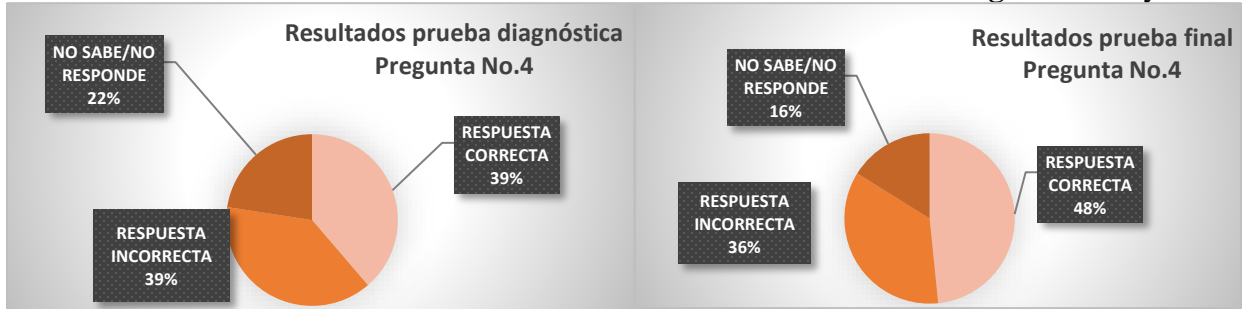 Resultados prueba diagnóstica
Pregunta No.4
NO SABE/NO
RESPONDE
22%
RESPUESTA
CORRECTA
39%
RESPUESTA
INCORRECTA
39%
Resultados prueba final
Pregunta No.4
NO SABE/NO
RESPONDE
16%
RESPUESTA
CORRECTA
48%
RESPUESTA
INCORRECTA
36%